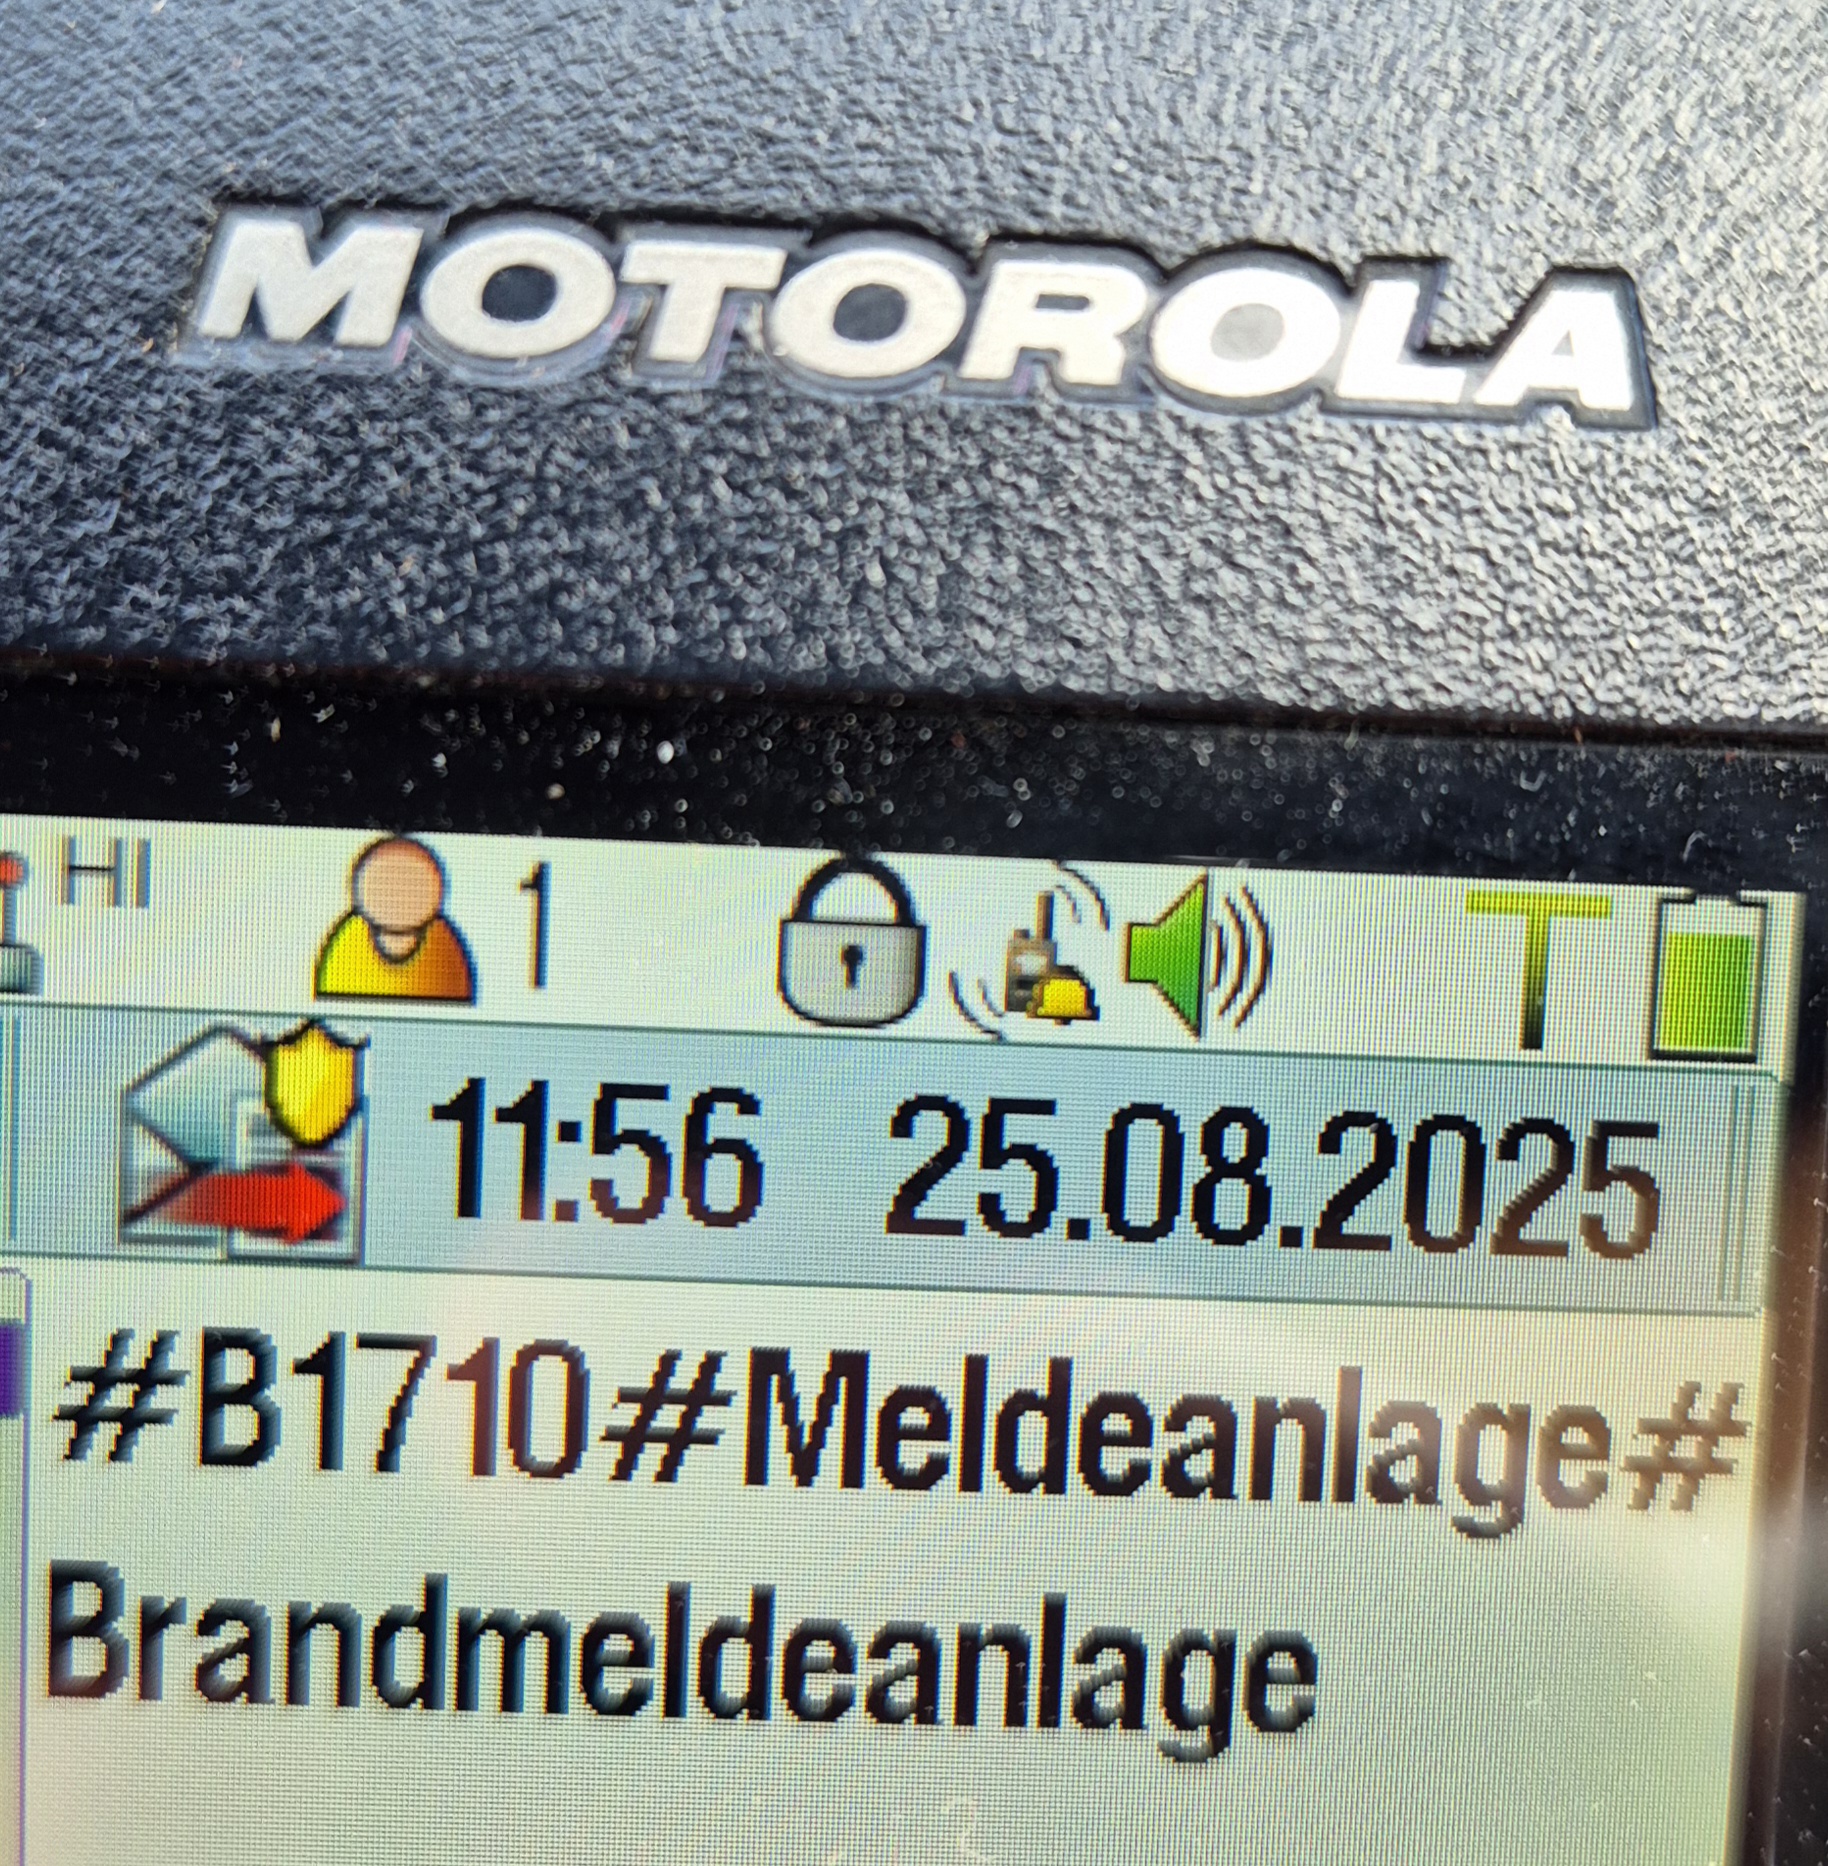 MOTOROLA
HI 1 T
11:56 25.08.2025
#B1710#Meldeanlage#
Brandmeldeanlage